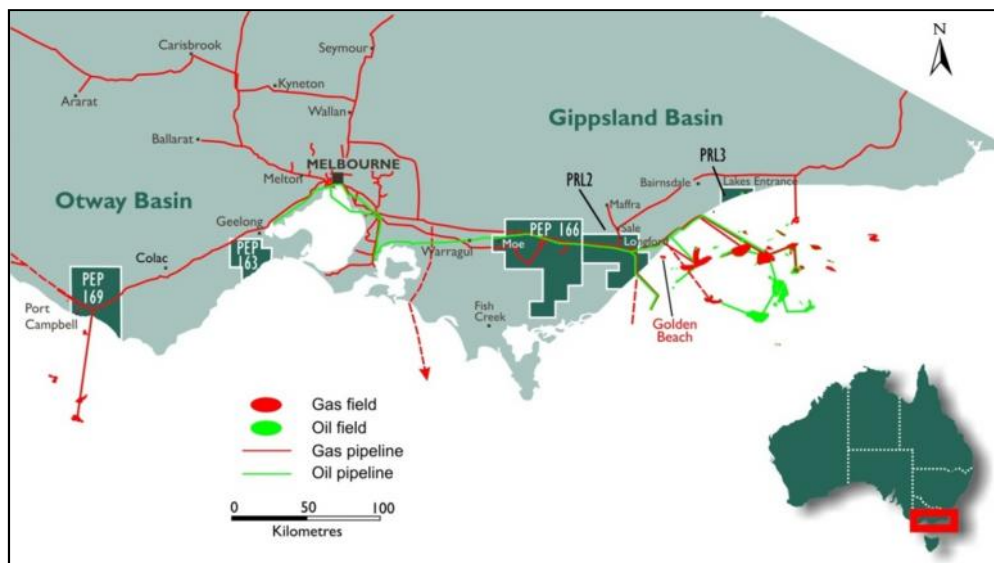 N
Carisbrook
Seymour
Kyneton
Ararat
Wallan
Ballarat
Gippsland Basin
MELBOURNE
Melton
PRL3
PRL2
Bairnsdale
Lakes Entrance
Otway Basin
Maffra
Geelong
Sale
PEP 166
Longford
Moe
PEP
163
Warragul
Colac
PEP
169
Port
Campbell
Fish
Creek
Golden
Beach
Gas field
Oil field
Gas pipeline
Oil pipeline
0 50 100
Kilometres